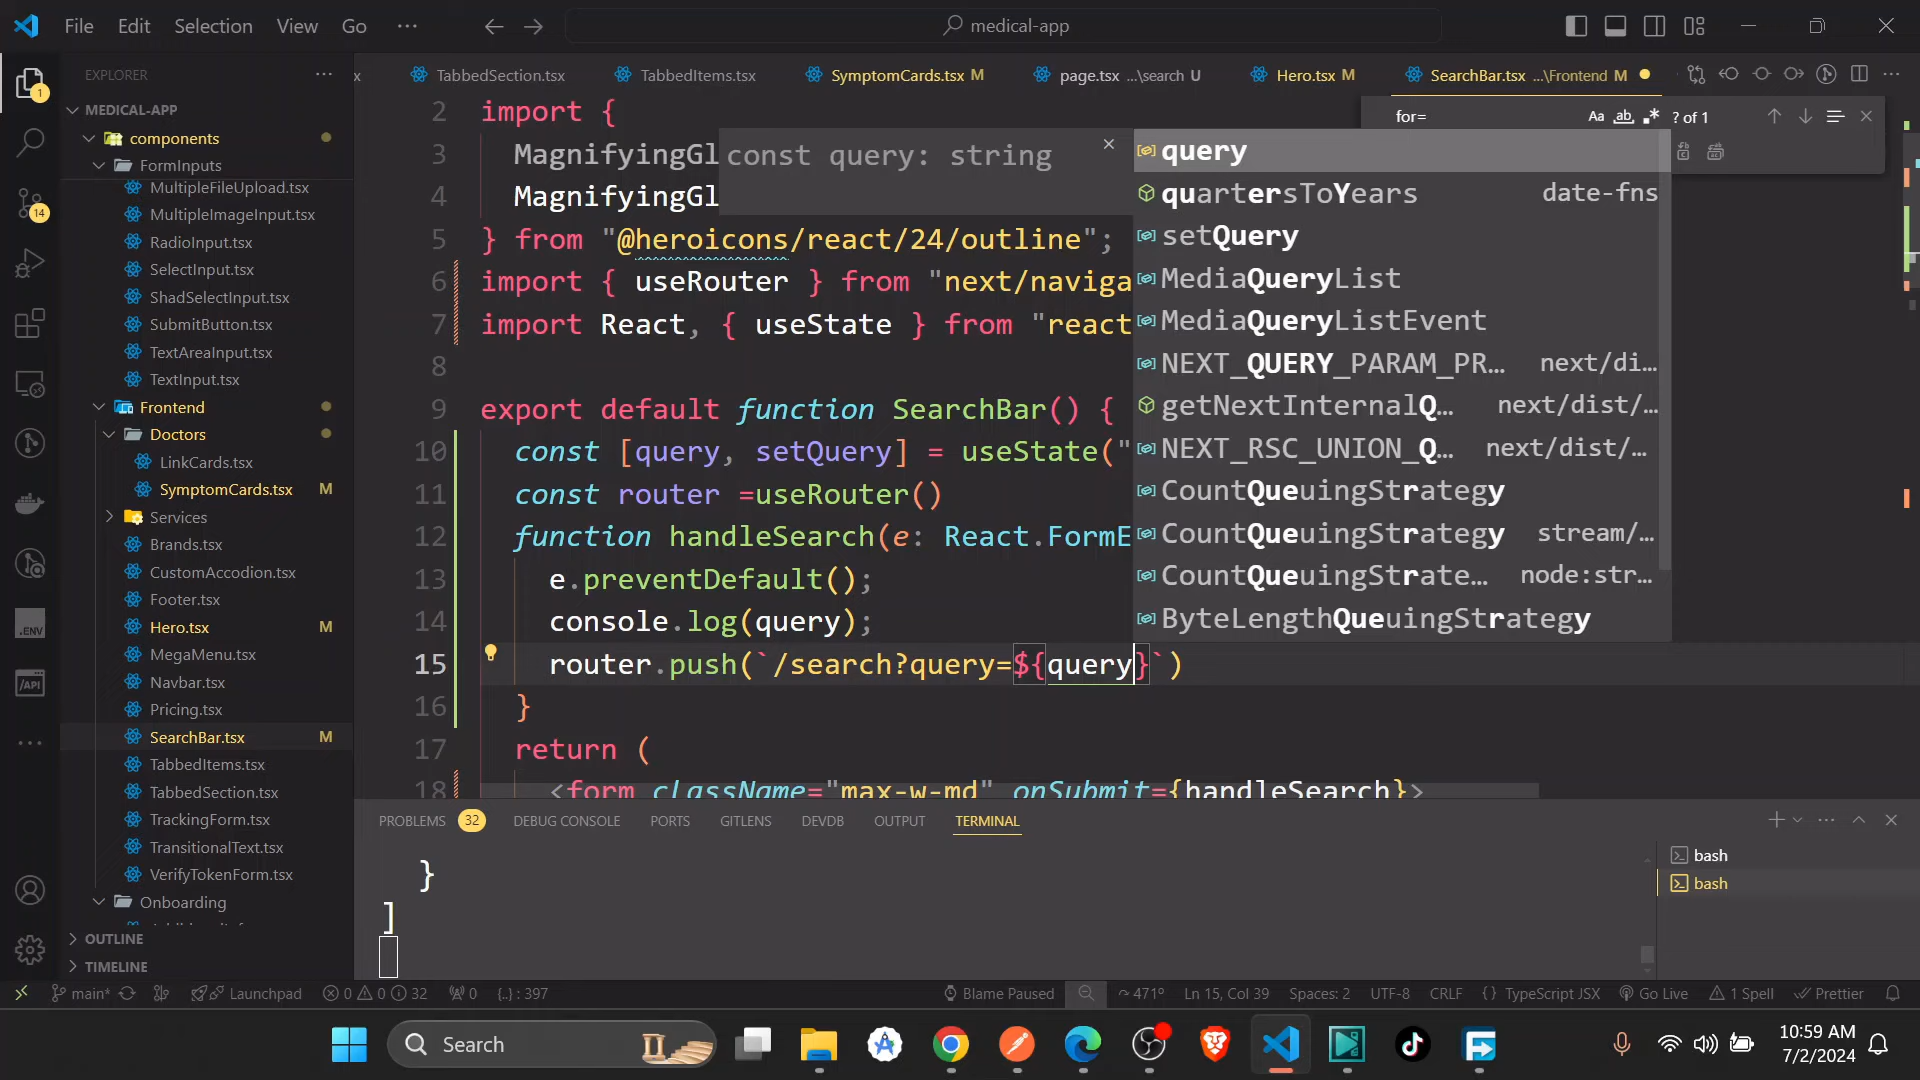 File Edit Selection View Go ··· medical-app
EXPLORER
MEDICAL-APP
components
FormInputs
MultipleFileUpload.tsx
MultipleImageInput.tsx
RadioInput.tsx
SelectInput.tsx
ShadSelectInput.tsx
SubmitButton.tsx
TextAreaInput.tsx
TextInput.tsx
Frontend
Doctors
LinkCards.tsx
SymptomCards.tsx M
Services
Brands.tsx
CustomAccodion.tsx
Footer.tsx
Hero.tsx M
MegaMenu.tsx
Navbar.tsx
Pricing.tsx
SearchBar.tsx M
TabbedItems.tsx
TabbedSection.tsx
TrackingForm.tsx
TransitionalText.tsx
VerifyTokenForm.tsx
Onboarding
OUTLINE
TIMELINE
1
14
.ENV
/API
x TabbedSection.tsx TabbedItems.tsx SymptomCards.tsx M page.tsx ...\search U Hero.tsx M SearchBar.tsx ...\Frontend M
for= Aa ab ? of 1
2 import {
3 MagnifyingGl
4 MagnifyingGl
5 } from "@heroicons/react/24/outline";
6 import { useRouter } from "next/naviga
7 import React, { useState } from "react
8
9 export default function SearchBar() {
10 const [query, setQuery] = useState("
11 const router =useRouter()
12 function handleSearch(e: React.FormE
13 e.preventDefault();
14 console.log(query);
15 router.push(`/search?query=${query}`)
16 }
17 return (
18 <form className="max-w-md" onSubmit={handleSearch}>
const query: string
query
quartersToYears date-fns
setQuery
MediaQueryList
MediaQueryListEvent
NEXT_QUERY_PARAM_PR… next/di…
getNextInternalQ… next/dist/…
NEXT_RSC_UNION_Q… next/dist/…
CountQueuingStrategy
CountQueuingStrategy stream/…
CountQueuingStrate… node:str…
ByteLengthQueuingStrategy
PROBLEMS 32 DEBUG CONSOLE PORTS GITLENS DEVDB OUTPUT TERMINAL
}
]
bash
bash
main* Launchpad 0 0 32 0 {..} : 397 Blame Paused 471° Ln 15, Col 39 Spaces: 2 UTF-8 CRLF {} TypeScript JSX Go Live 1 Spell Prettier
Search
10:59 AM
7/2/2024